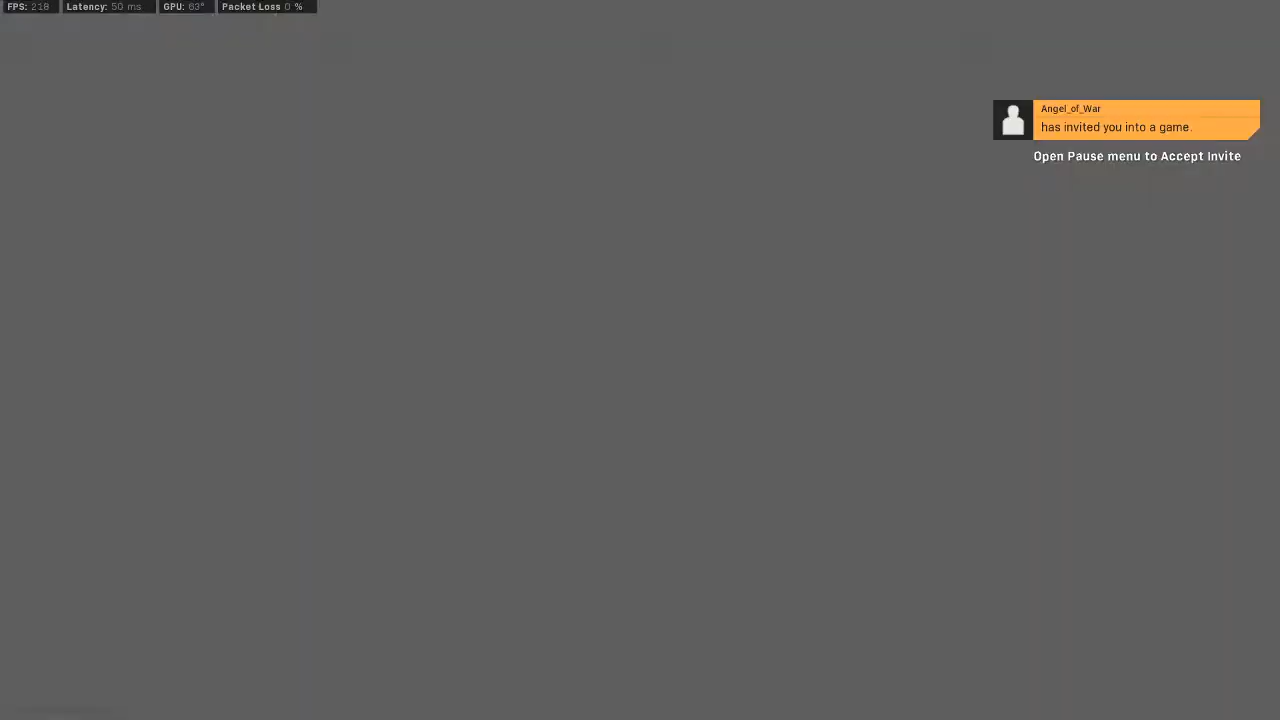 FPS: 218 Latency: 50 ms GPU: 63° Packet Loss 0 %
Angel_of_War
has invited you into a game.
Open Pause menu to Accept Invite